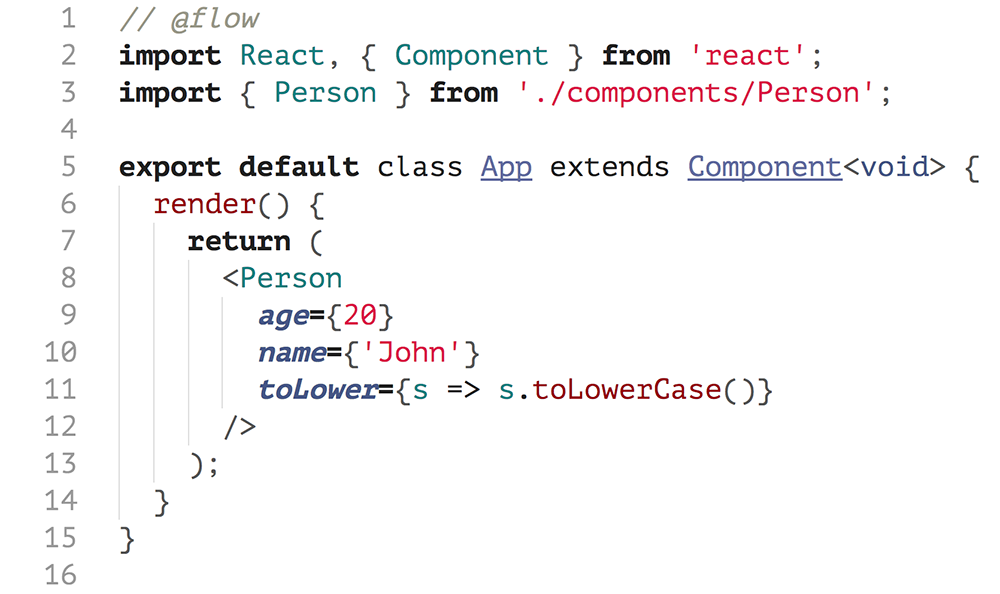 1 // @flow
2 import React, { Component } from 'react';
3 import { Person } from './components/Person';
4
5 export default class App extends Component<void> {
6   render() {
7     return (
8       <Person
9         age={20}
10         name={'John'}
11         toLower={s => s.toLowerCase()}
12       />
13     );
14   }
15 }
16